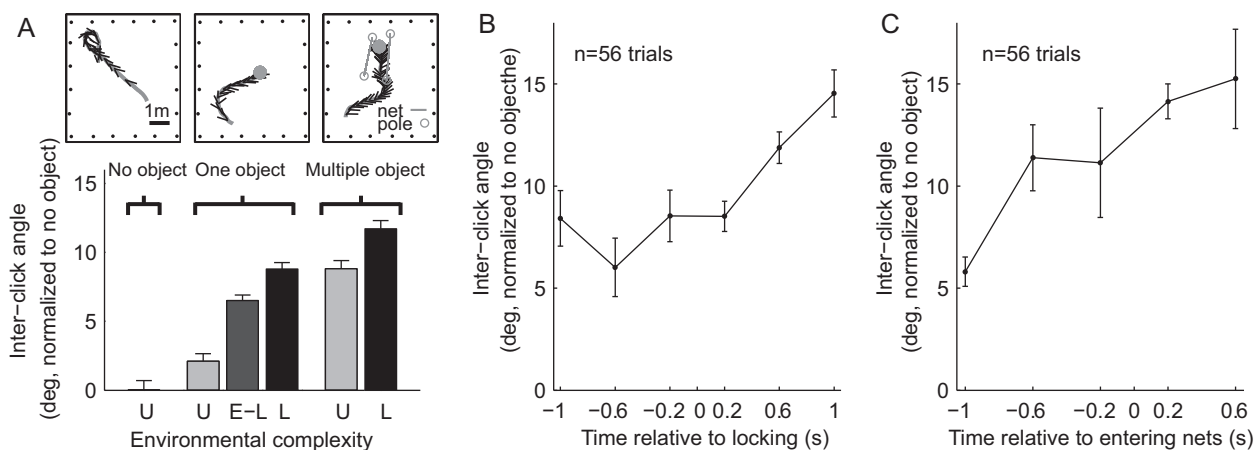 A
1m
net
pole
No object
One object
Multiple object
15
10
5
0
Inter−click angle
(deg, normalized to no object)
U
U
E−L
L
U
L
Environmental complexity
B
n=56 trials
15
10
5
0
Inter−click angle
(deg, normalized to no objecthe)
−1
−0.6
−0.2
0
0.2
0.6
1
Time relative to locking (s)
C
n=56 trials
15
10
5
0
Inter−click angle
(deg, normalized to no object)
−1
−0.6
−0.2
0
0.2
0.6
Time relative to entering nets (s)